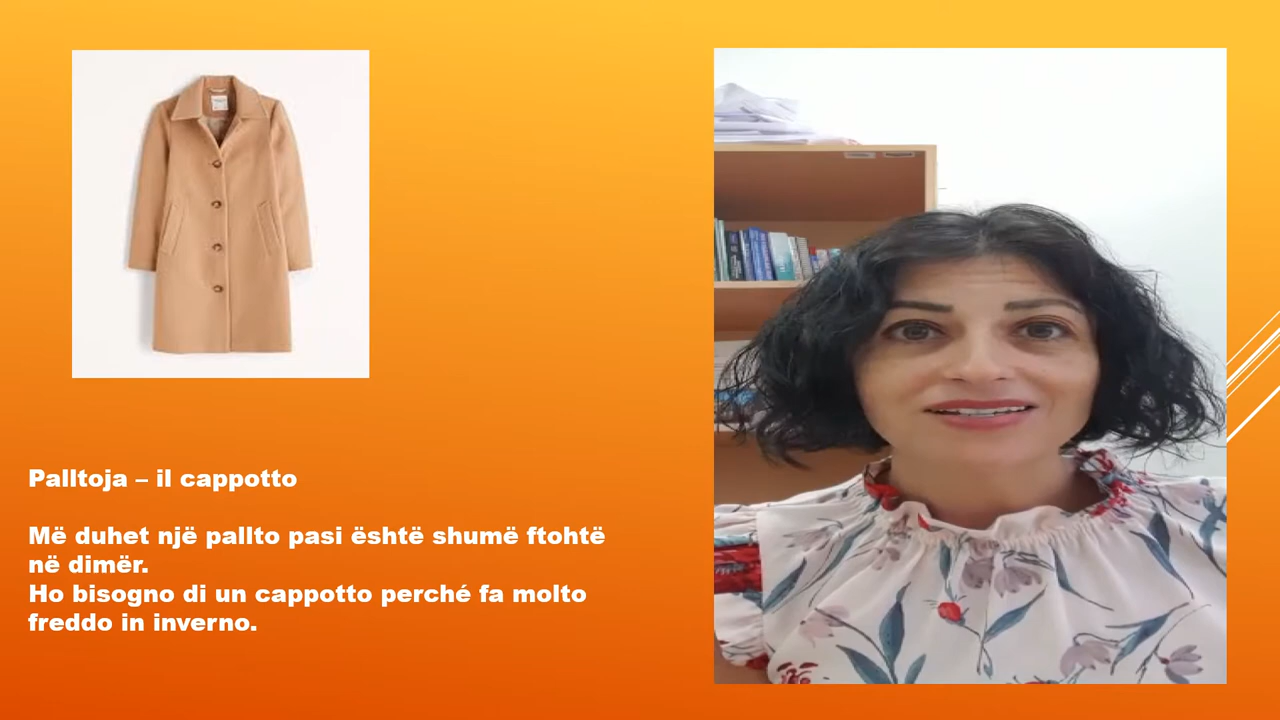 Palltoja – il cappotto
Më duhet një pallto pasi është shumë ftohtë
në dimër.
Ho bisogno di un cappotto perché fa molto
freddo in inverno.